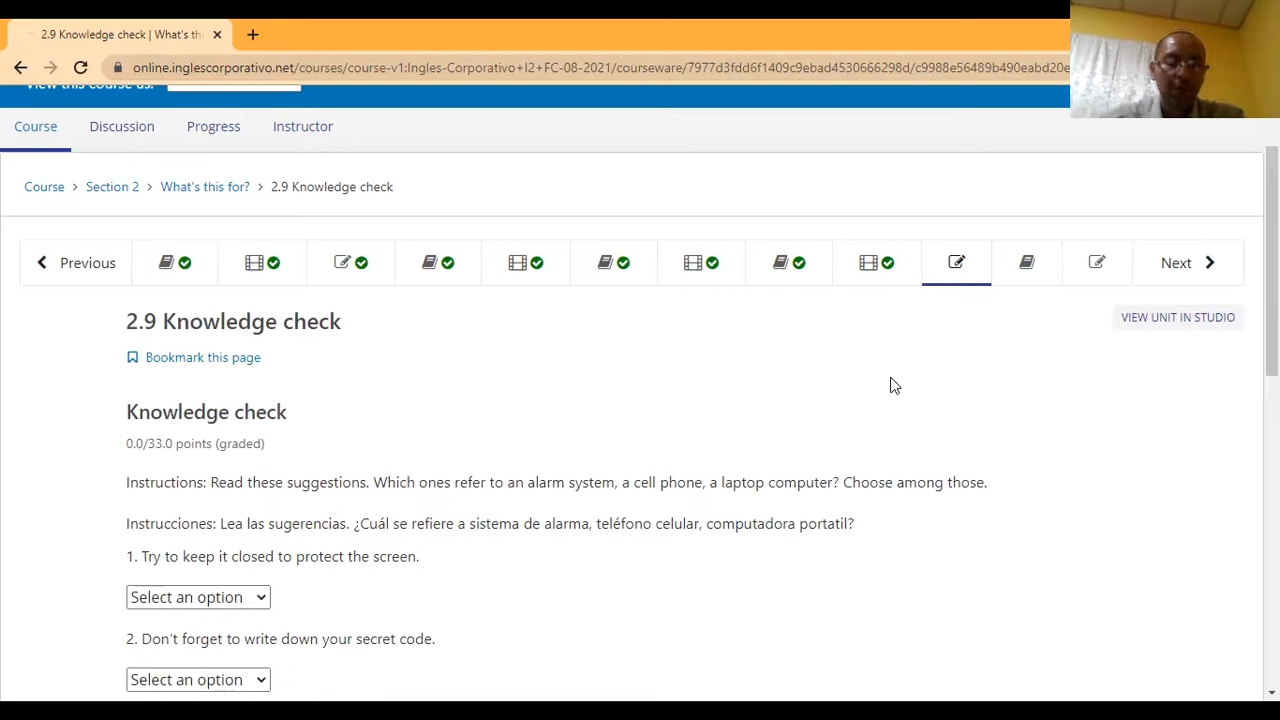 2.9 Knowledge check | What's th
online.inglescorporativo.net/courses/course-v1:Ingles-Corporativo+I2+FC-08-2021/courseware/7977d3fdd6f1409c9ebad4530666298d/c9988e56489b490eabd20e
View this course as:
Course Discussion Progress Instructor
Course > Section 2 > What's this for? > 2.9 Knowledge check
Previous Next
2.9 Knowledge check
VIEW UNIT IN STUDIO
Bookmark this page
Knowledge check
0.0/33.0 points (graded)
Instructions: Read these suggestions. Which ones refer to an alarm system, a cell phone, a laptop computer? Choose among those.
Instrucciones: Lea las sugerencias. ¿Cuál se refiere a sistema de alarma, teléfono celular, computadora portatil?
1. Try to keep it closed to protect the screen.
Select an option
2. Don't forget to write down your secret code.
Select an option